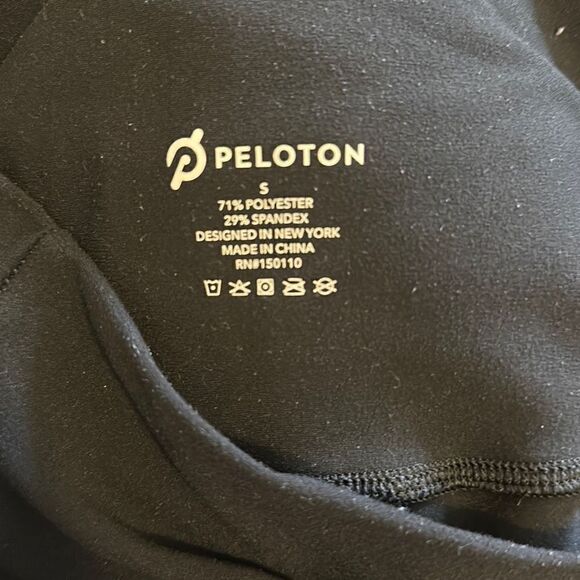 PELOTON
S
71% POLYESTER
29% SPANDEX
DESIGNED IN NEW YORK
MADE IN CHINA
RN#150110